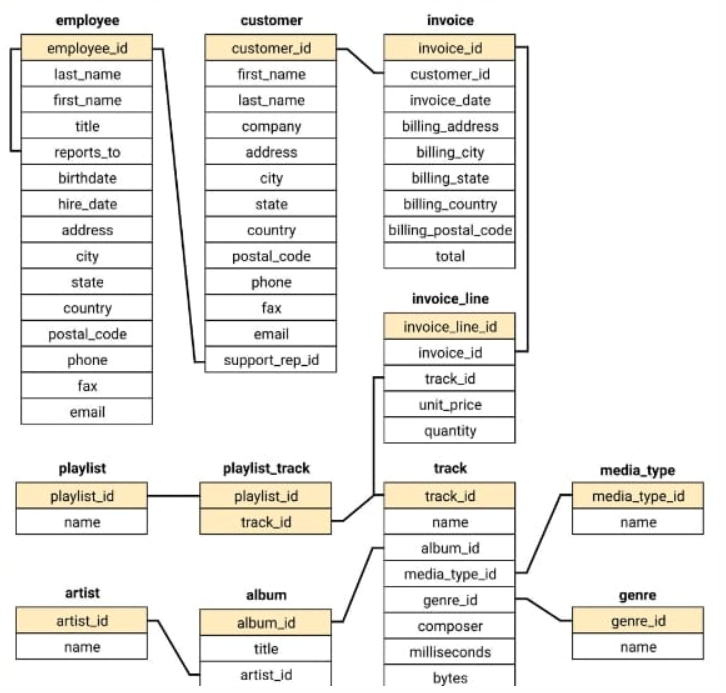 employee
employee_id
last_name
first_name
title
reports_to
birthdate
hire_date
address
city
state
country
postal_code
phone
fax
email
customer
customer_id
first_name
last_name
company
address
city
state
country
postal_code
phone
fax
email
support_rep_id
invoice
invoice_id
customer_id
invoice_date
billing_address
billing_city
billing_state
billing_country
billing_postal_code
total
invoice_line
invoice_line_id
invoice_id
track_id
unit_price
quantity
playlist
playlist_id
name
playlist_track
playlist_id
track_id
track
track_id
name
album_id
media_type_id
genre_id
composer
milliseconds
bytes
media_type
media_type_id
name
artist
artist_id
name
album
album_id
title
artist_id
genre
genre_id
name